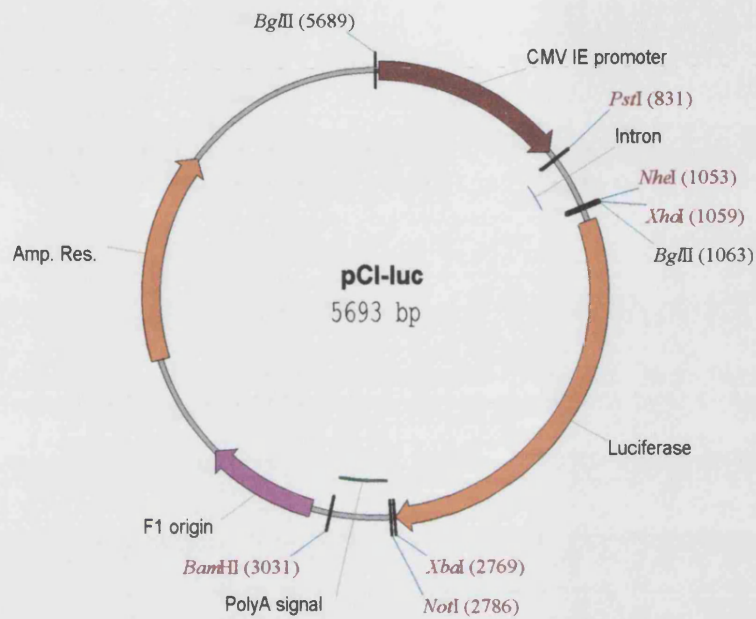 BglII (5689)
CMV IE promoter
PstI (831)
Intron
NheI (1053)
XhoI (1059)
BglII (1063)
Amp. Res.
pCI-luc
5693 bp
Luciferase
F1 origin
BamHI (3031)
XbaI (2769)
PolyA signal
NotI (2786)